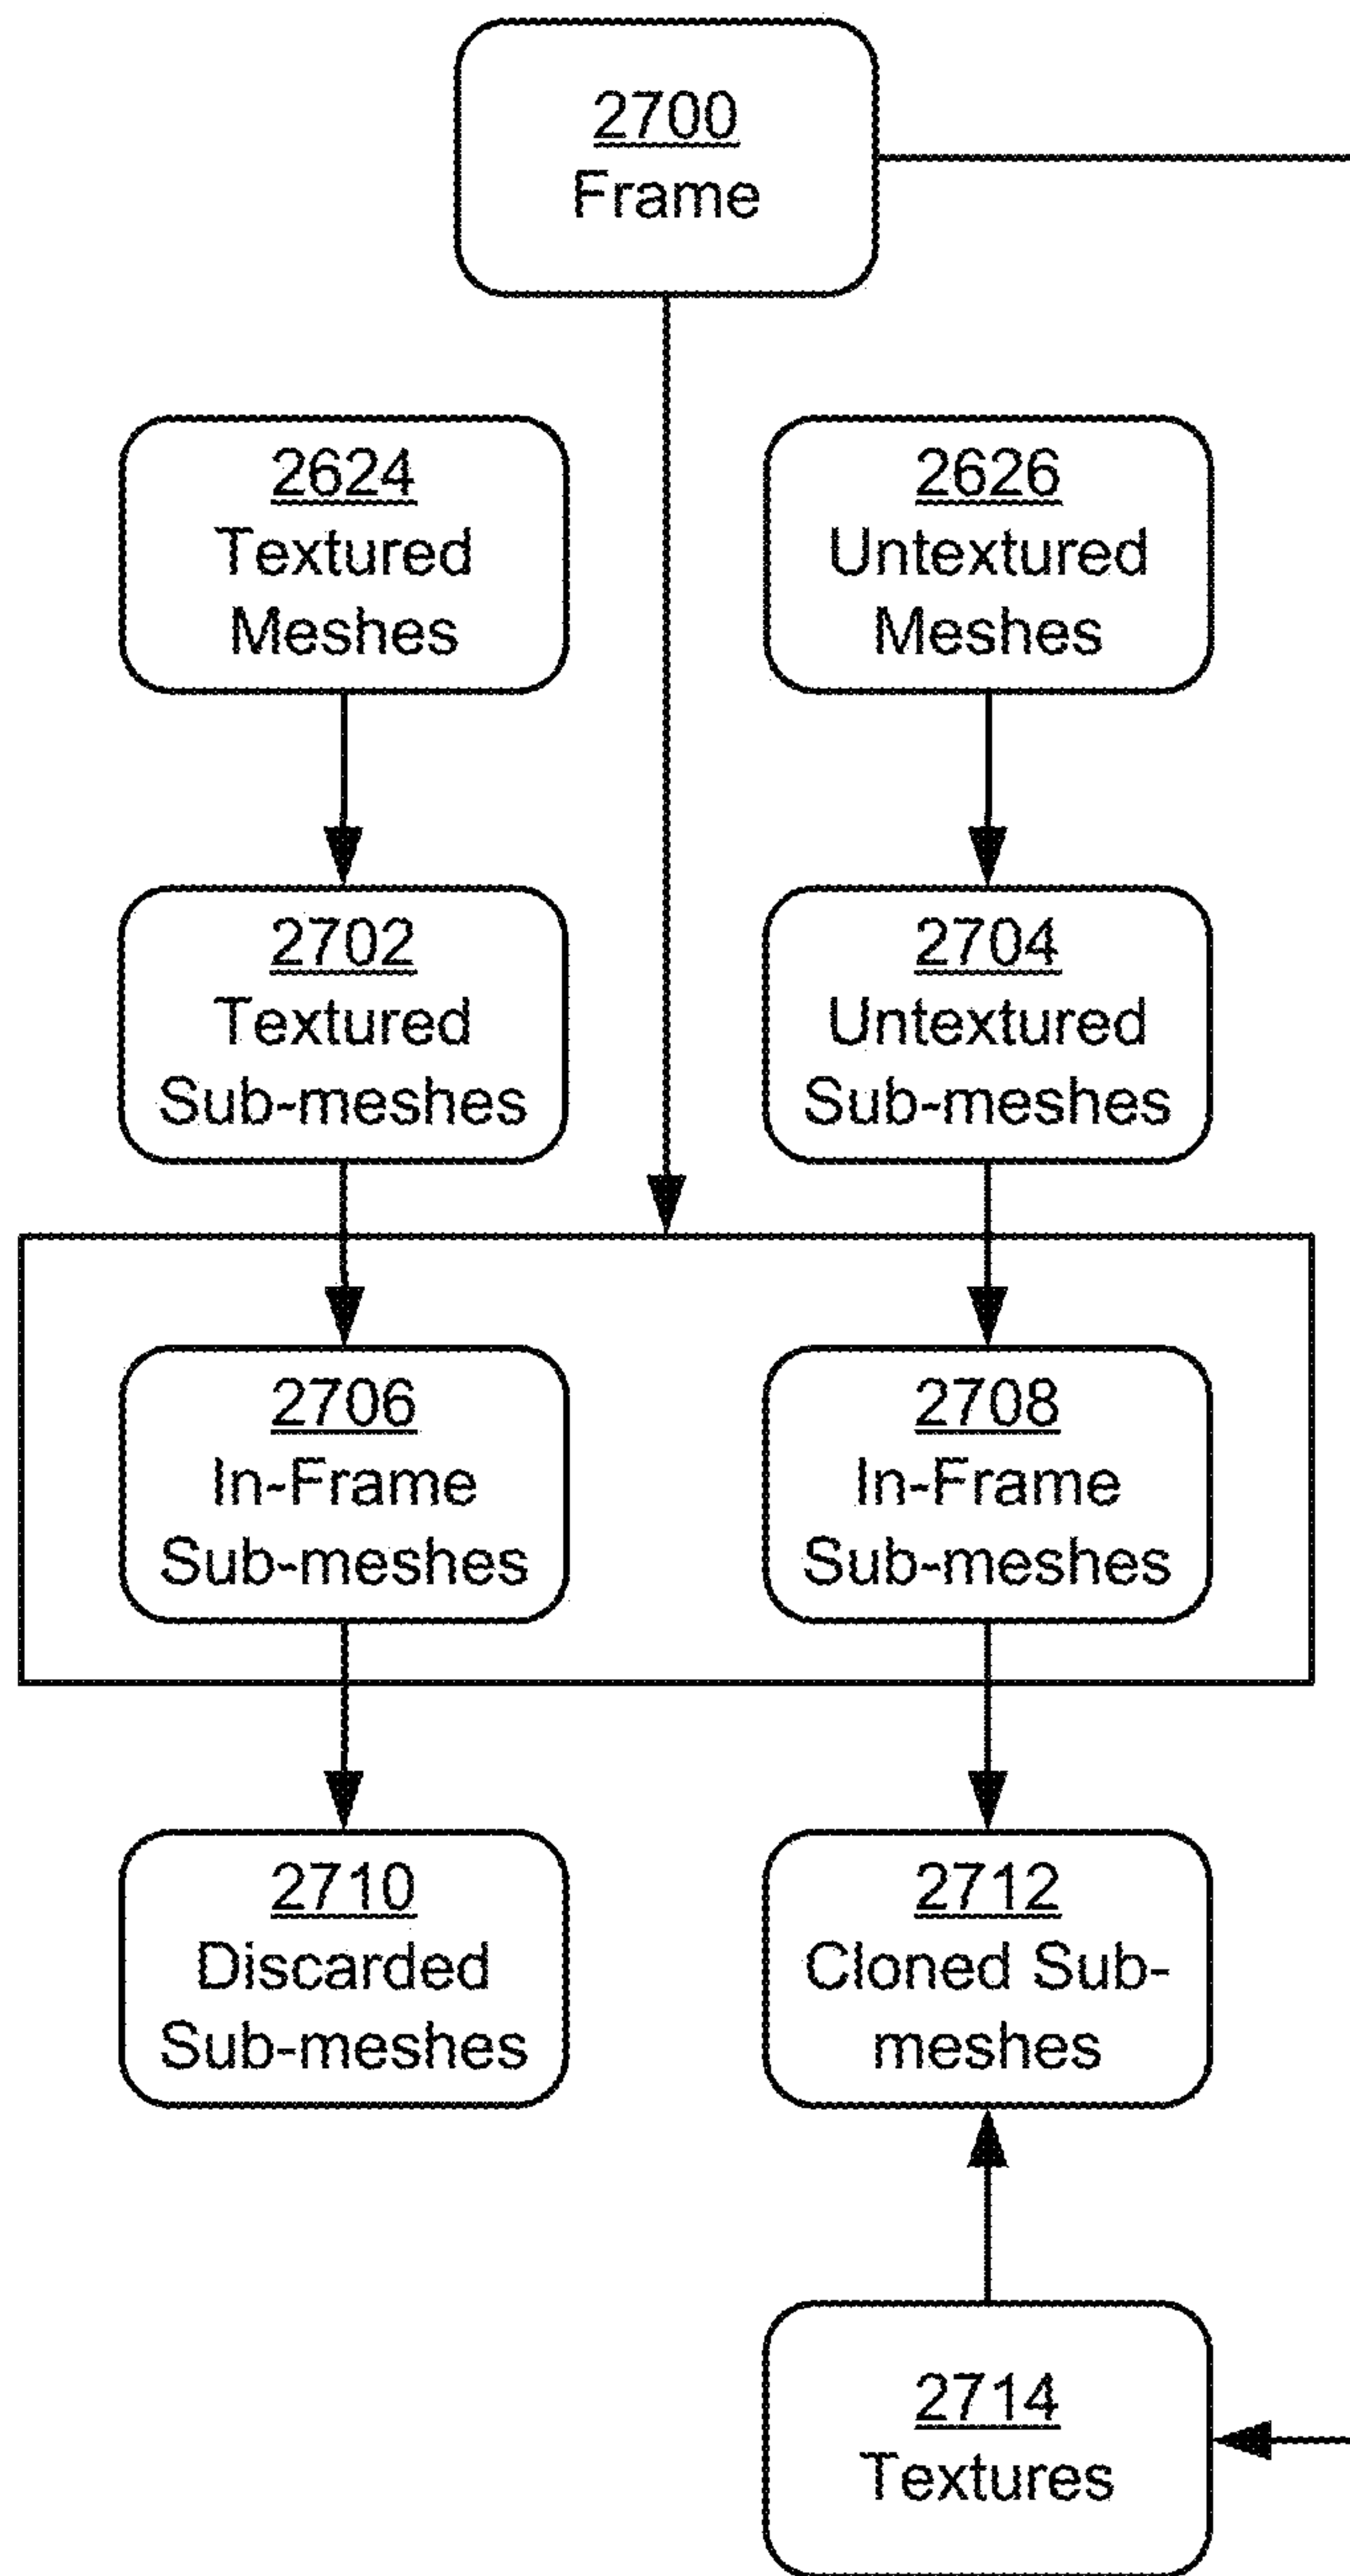 2700
Frame
2624
Textured
Meshes
2626
Untextured
Meshes
2702
Textured
Sub-meshes
2704
Untextured
Sub-meshes
2706
In-Frame
Sub-meshes
2708
In-Frame
Sub-meshes
2710
Discarded
Sub-meshes
2712
Cloned Sub-
meshes
2714
Textures